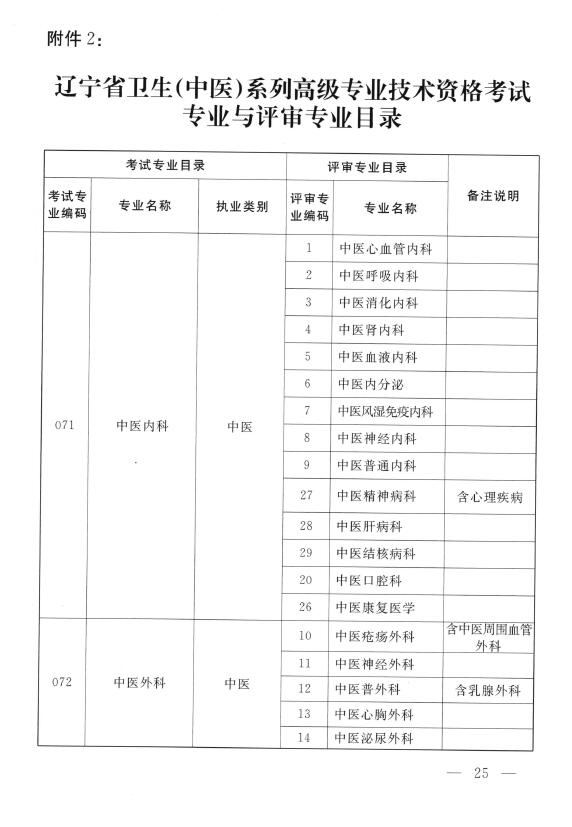 附件 2:
辽宁省卫生(中医)系列高级专业技术资格考试
专业与评审专业目录
考试专业目录 评审专业目录 备注说明
考试专业编码 专业名称 执业类别 评审专业编码 专业名称
071 中医内科 中医
1 中医心血管内科
2 中医呼吸内科
3 中医消化内科
4 中医肾内科
5 中医血液内科
6 中医内分泌
7 中医风湿免疫内科
8 中医神经内科
9 中医普通内科
27 中医精神病科 含心理疾病
28 中医肝病科
29 中医结核病科
20 中医口腔科
26 中医康复医学
072 中医外科 中医
10 中医疮疡外科 含中医周围血管外科
11 中医神经外科
12 中医普外科 含乳腺外科
13 中医心胸外科
14 中医泌尿外科
— 25 —